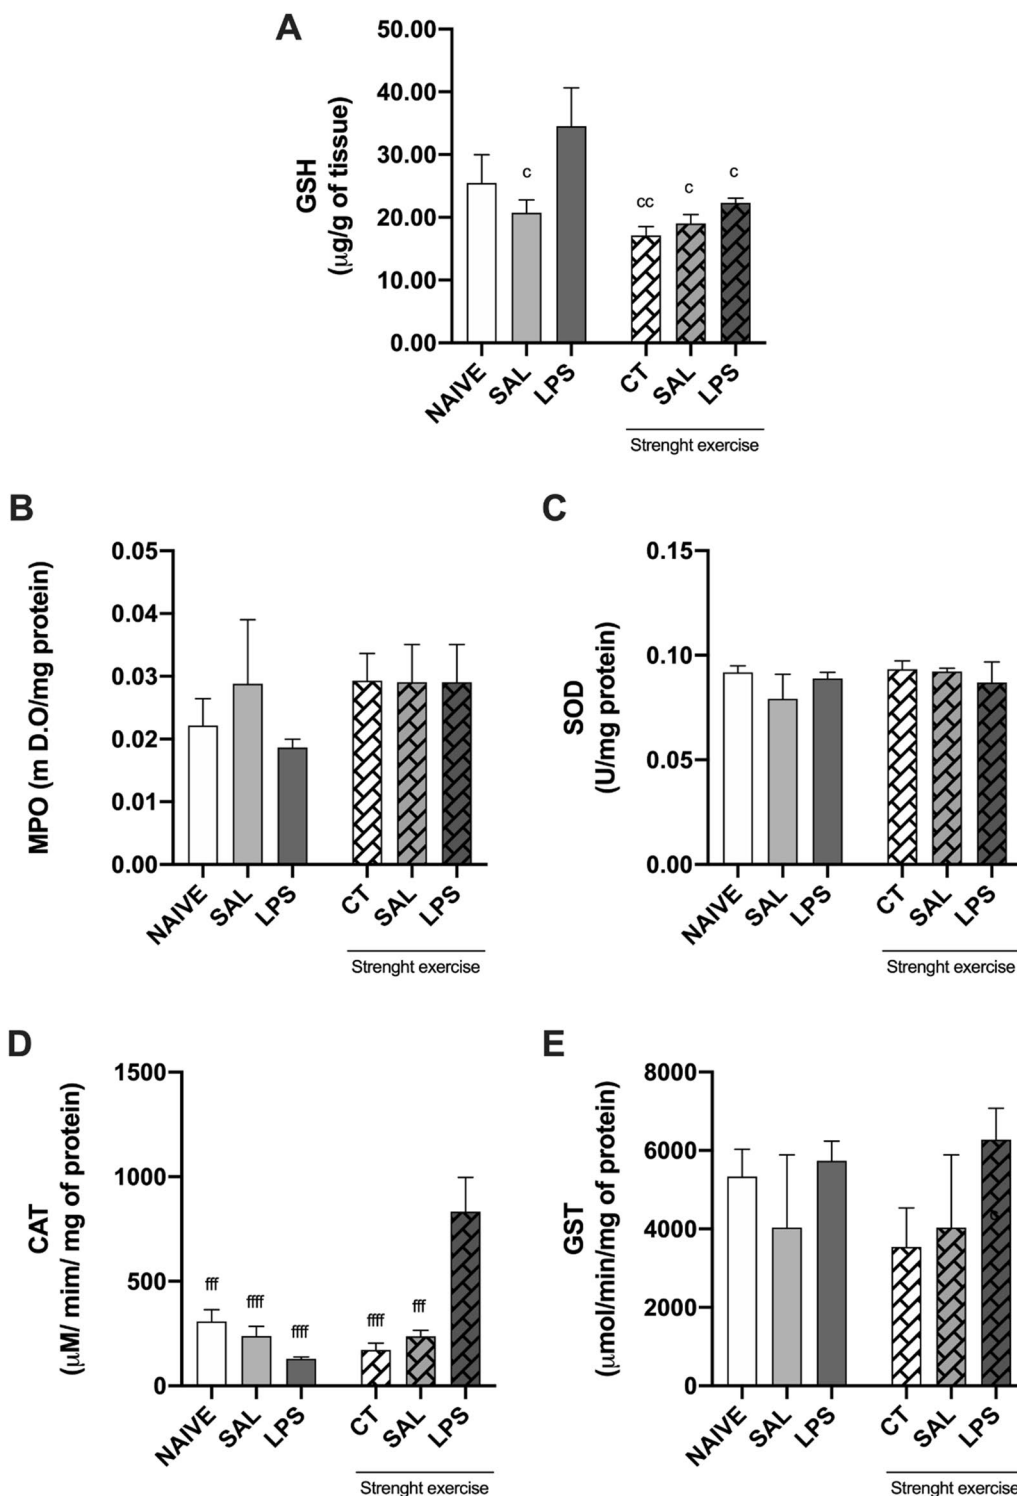 A
GSH
(μg/g of tissue)
50.00
40.00
30.00
20.00
10.00
0.00
c
cc
c
c
NAIVE
SAL
LPS
CT
SAL
LPS
Strenght exercise
B
MPO (m D.O/mg protein)
0.05
0.04
0.03
0.02
0.01
0.00
NAIVE
SAL
LPS
CT
SAL
LPS
Strenght exercise
C
SOD
(U/mg protein)
0.15
0.10
0.05
0.00
NAIVE
SAL
LPS
CT
SAL
LPS
Strenght exercise
D
CAT
(μM/ mim/ mg of protein)
1500
1000
500
0
fff
ffff
ffff
ffff
fff
NAIVE
SAL
LPS
CT
SAL
LPS
Strenght exercise
E
GST
(μmol/min/mg of protein)
8000
6000
4000
2000
0
NAIVE
SAL
LPS
CT
SAL
LPS
Strenght exercise